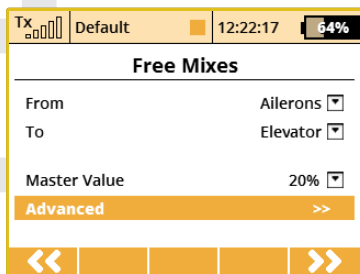 Tx Default 12:22:17 64%
Free Mixes
From Ailerons
To Elevator
Master Value 20%
Advanced >>